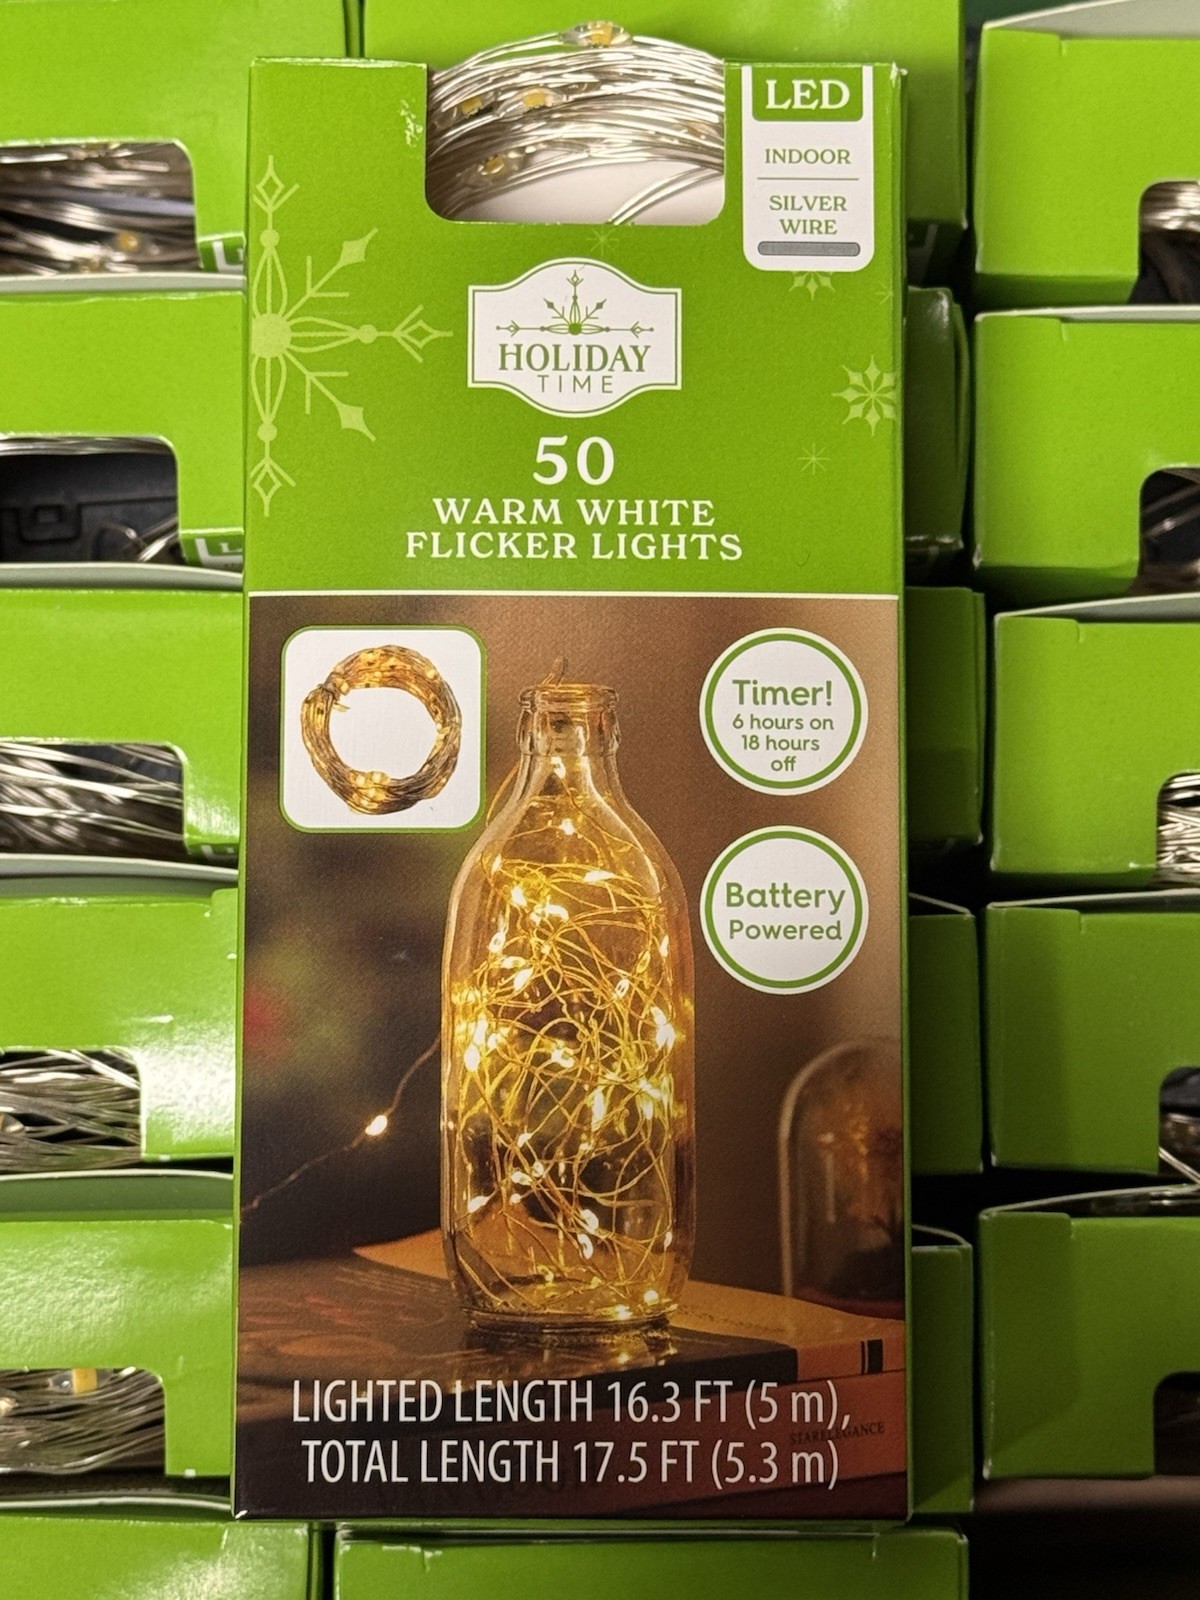 LED
INDOOR
SILVER
WIRE
HOLIDAY
TIME
50
WARM WHITE
FLICKER LIGHTS
Timer!
6 hours on
18 hours
off
Battery
Powered
LIGHTED LENGTH 16.3 FT (5 m),
TOTAL LENGTH 17.5 FT (5.3 m)
STARELEGANCE